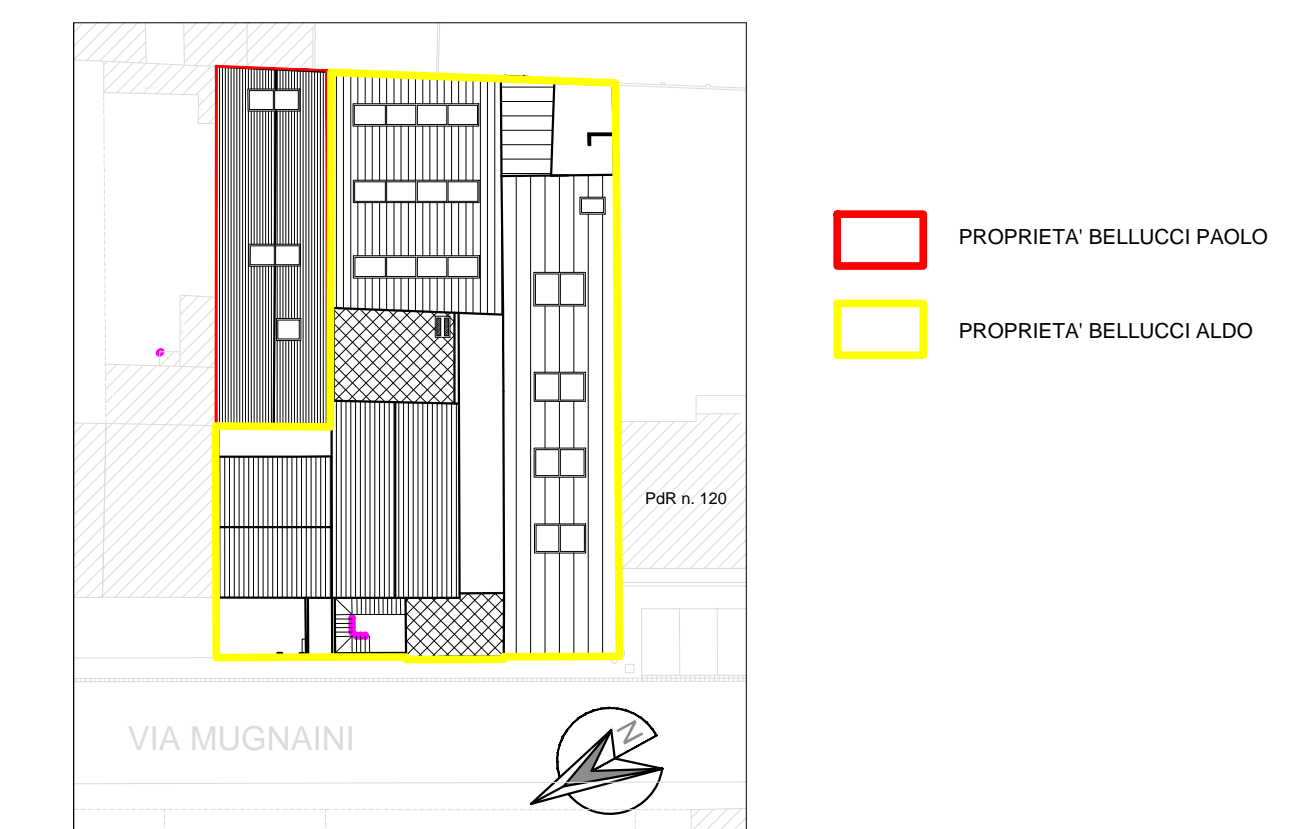 PROPRIETA' BELLUCCI PAOLO
PROPRIETA' BELLUCCI ALDO
PdR n. 120
VIA MUGNAINI
N